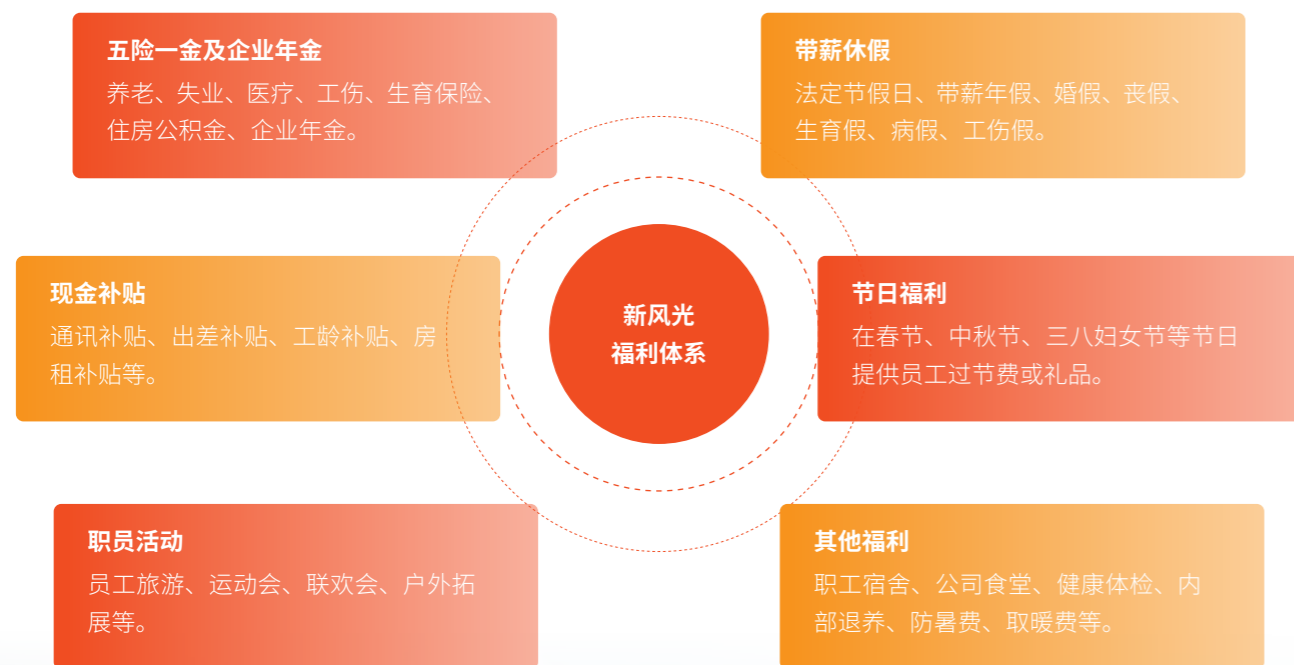 五险一金及企业年金
养老、失业、医疗、工伤、生育保险、
住房公积金、企业年金。
带薪休假
法定节假日、带薪年假、婚假、丧假、
生育假、病假、工伤假。
现金补贴
通讯补贴、出差补贴、工龄补贴、房
租补贴等。
新风光
福利体系
节日福利
在春节、中秋节、三八妇女节等节日
提供员工过节费或礼品。
职员活动
员工旅游、运动会、联欢会、户外拓
展等。
其他福利
职工宿舍、公司食堂、健康体检、内
部退养、防暑费、取暖费等。